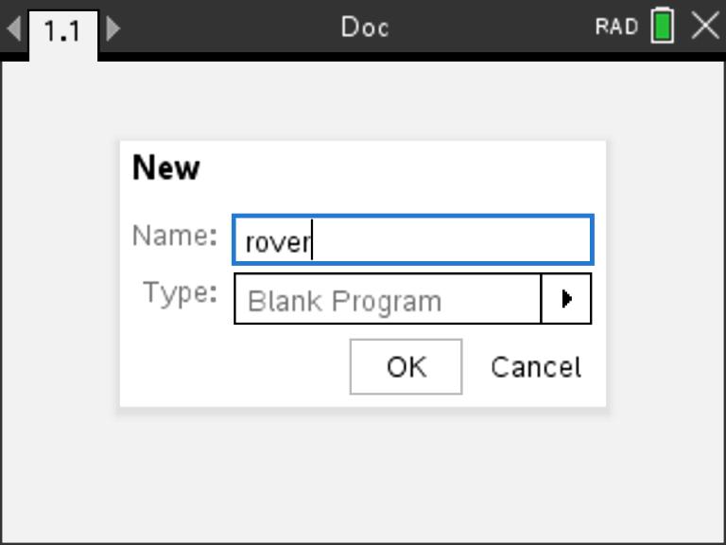 1.1 Doc RAD
New
Name: rover
Type: Blank Program
OK Cancel